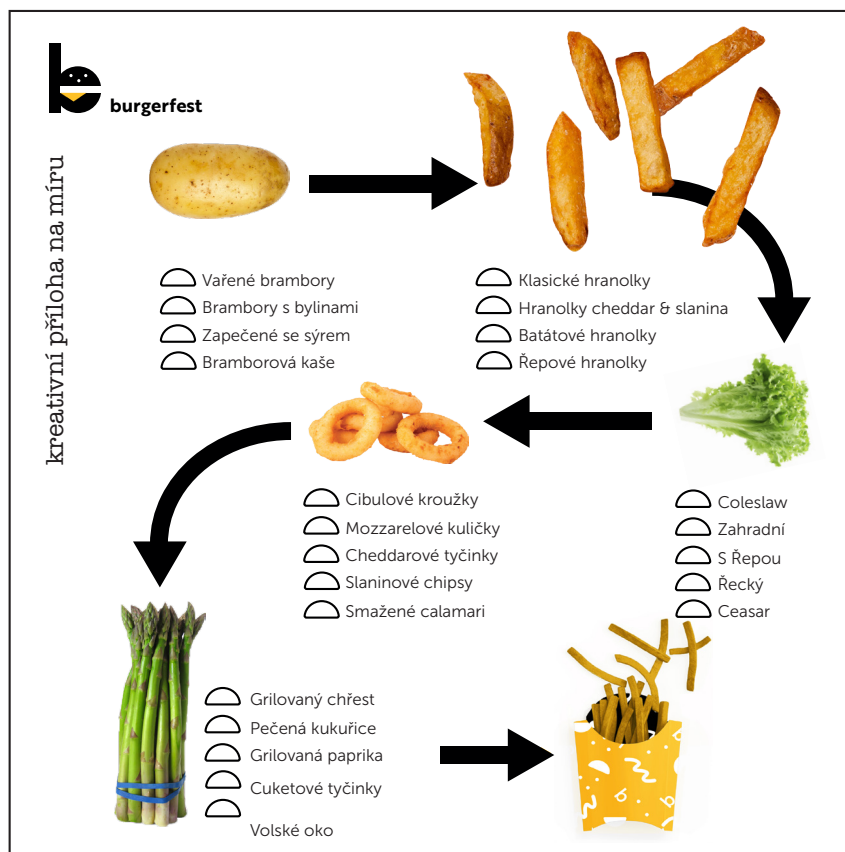 burgerfest
kreativní příloha na míru
Vařené brambory
Brambory s bylinami
Zapečené se sýrem
Bramborová kaše
Klasické hranolky
Hranolky cheddar & slanina
Batátové hranolky
Řepové hranolky
Cibulové kroužky
Mozzarelové kuličky
Cheddarové tyčinky
Slaninové chipsy
Smažené calamari
Coleslaw
Zahradní
S Řepou
Řecký
Ceasar
Grilovaný chřest
Pečená kukuřice
Grilovaná paprika
Cuketové tyčinky
Volské oko